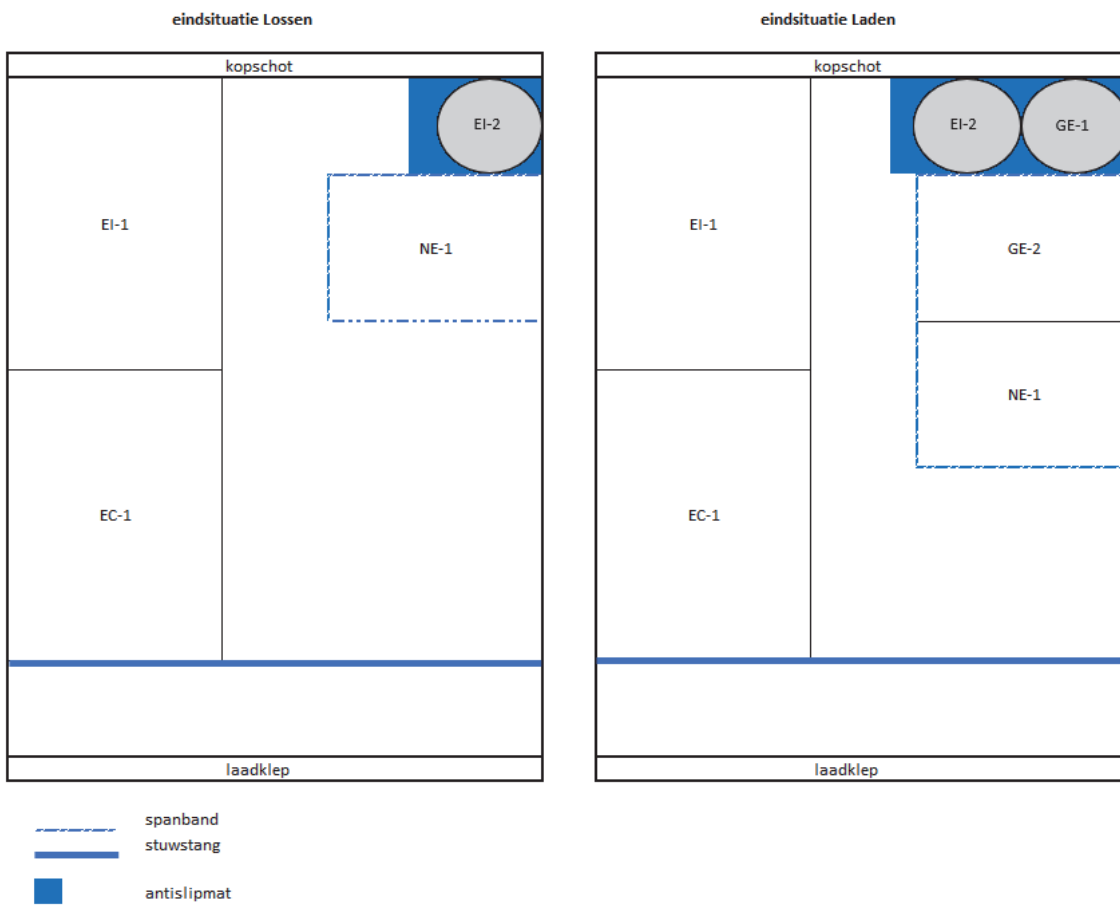 eindsituatie Lossen
kopschot
EI-2
EI-1
NE-1
EC-1
laadklep
eindsituatie Laden
kopschot
EI-2
GE-1
EI-1
GE-2
NE-1
EC-1
laadklep
spanband
stuwstang
antislipmat